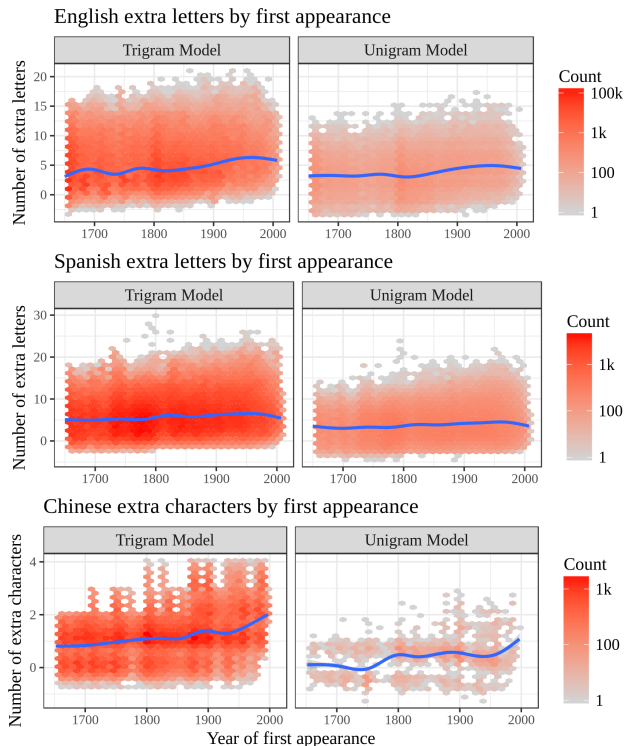 English extra letters by first appearance
Trigram Model Unigram Model
Number of extra letters
20
15
10
5
0
1700 1800 1900 2000 1700 1800 1900 2000
Count
100k
1k
100
1
Spanish extra letters by first appearance
Trigram Model Unigram Model
Number of extra letters
30
20
10
0
1700 1800 1900 2000 1700 1800 1900 2000
Count
1k
100
1
Chinese extra characters by first appearance
Trigram Model Unigram Model
Number of extra characters
4
2
0
1700 1800 1900 2000 1700 1800 1900 2000
Count
1k
100
1
Year of first appearance